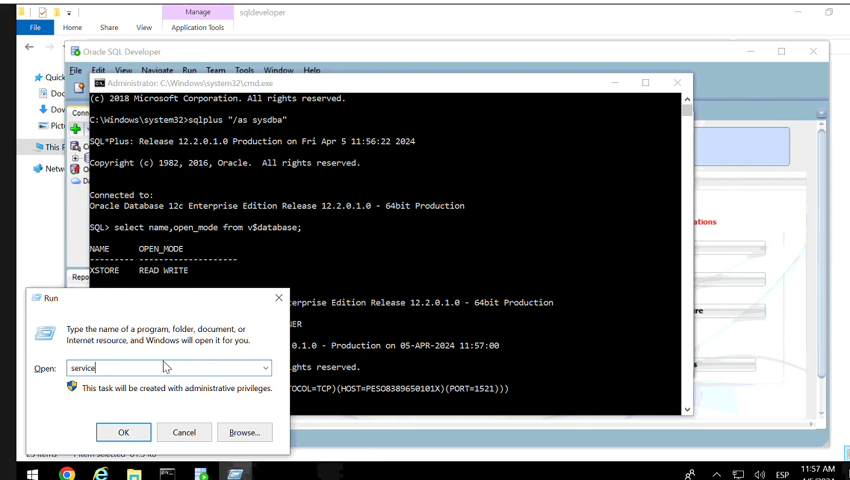 Manage
sqldeveloper
File
Home
Share
View
Application Tools
Oracle SQL Developer
File
Edit
View
Navigate
Run
Team
Tools
Window
Help
Administrator: C:\Windows\system32\cmd.exe
(c) 2018 Microsoft Corporation. All rights reserved.
C:\Windows\system32>sqlplus "/as sysdba"
SQL*Plus: Release 12.2.0.1.0 Production on Fri Apr 5 11:56:22 2024
Copyright (c) 1982, 2016, Oracle.  All rights reserved.
Connected to:
Oracle Database 12c Enterprise Edition Release 12.2.0.1.0 - 64bit Production
SQL> select name,open_mode from v$database;
NAME      OPEN_MODE
--------- --------------------
XSTORE    READ WRITE
erprise Edition Release 12.2.0.1.0 - 64bit Production
NER
0.1.0 - Production on 05-APR-2024 11:57:00
ghts reserved.
OTOCOL=TCP)(HOST=PESO8389650101X)(PORT=1521)))
Quick
Doc
Dow
Pict
This P
Netw
Conn
Repo
ations
Run
Type the name of a program, folder, document, or
Internet resource, and Windows will open it for you.
Open:
service
This task will be created with administrative privileges.
OK
Cancel
Browse...
11:57 AM
ESP